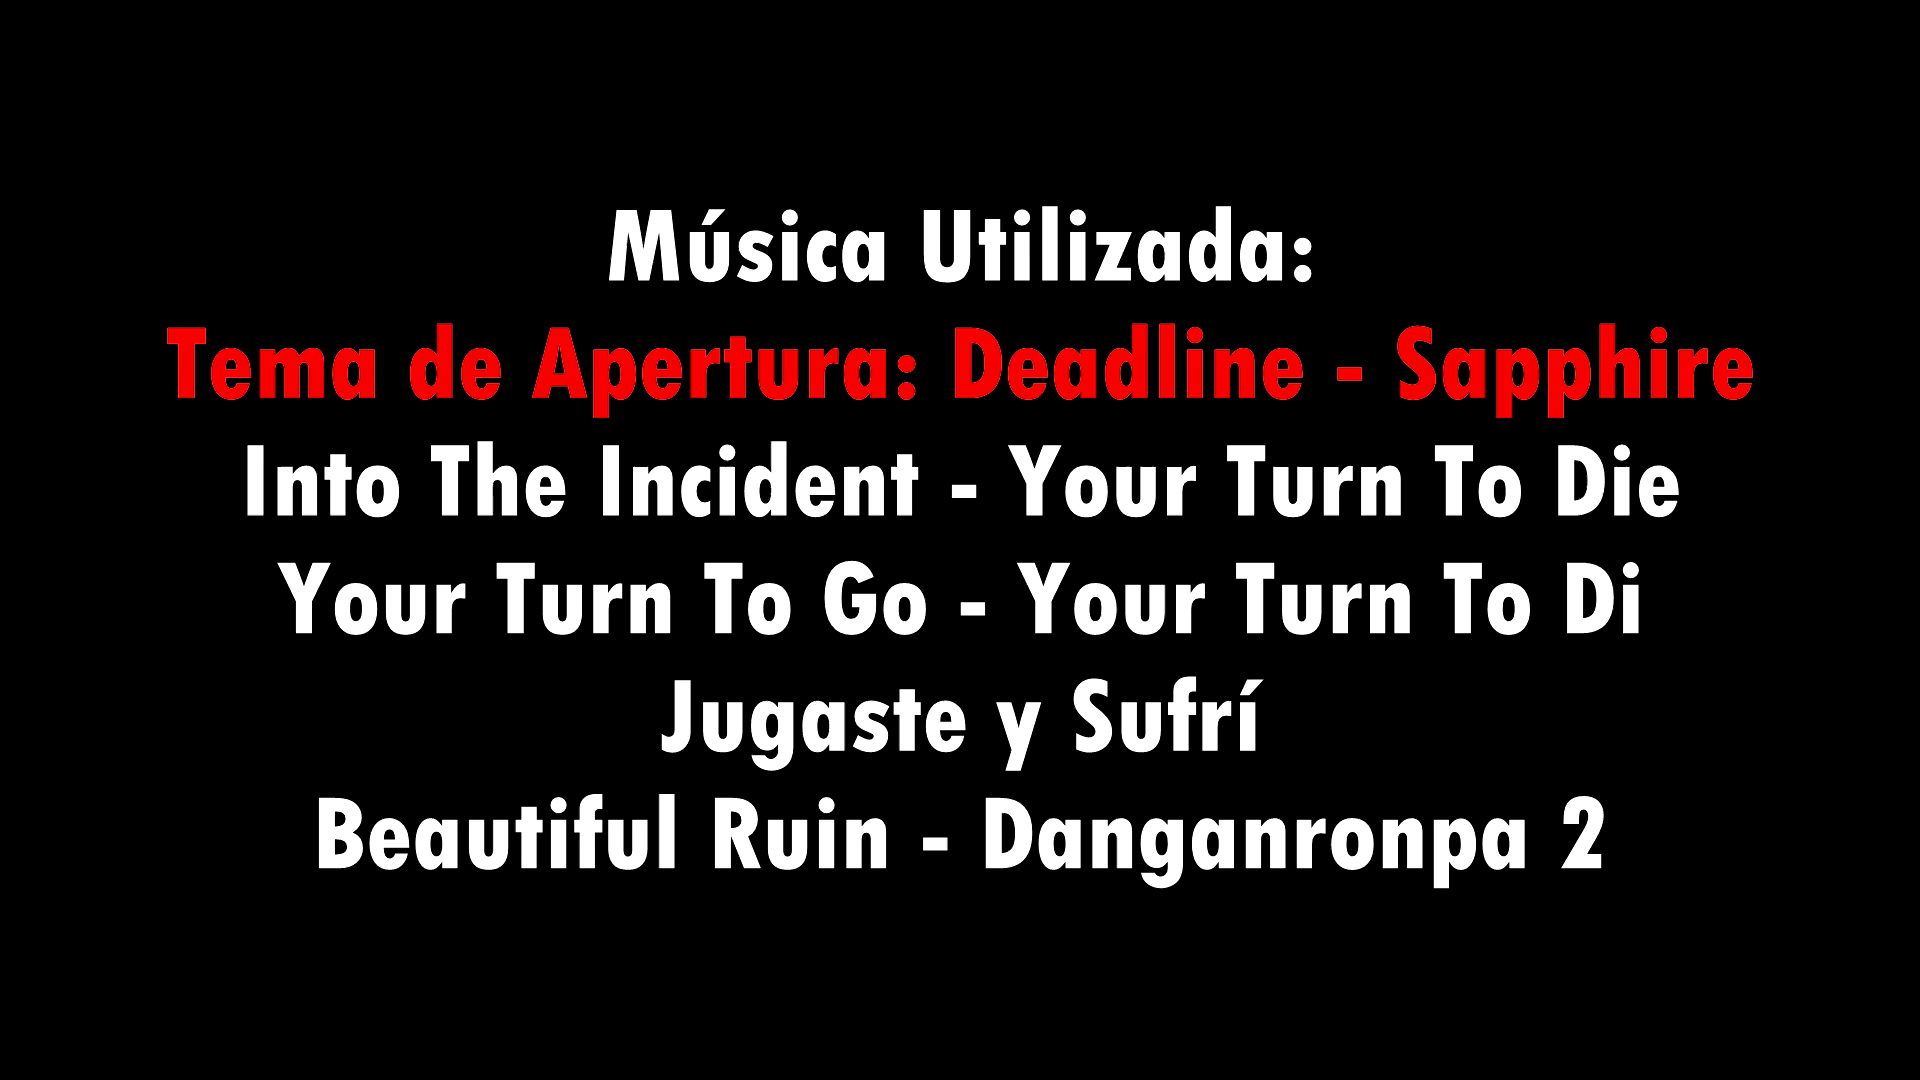 Música Utilizada:
Tema de Apertura: Deadline - Sapphire
Into The Incident - Your Turn To Die
Your Turn To Go - Your Turn To Di
Jugaste y Sufrí
Beautiful Ruin - Danganronpa 2